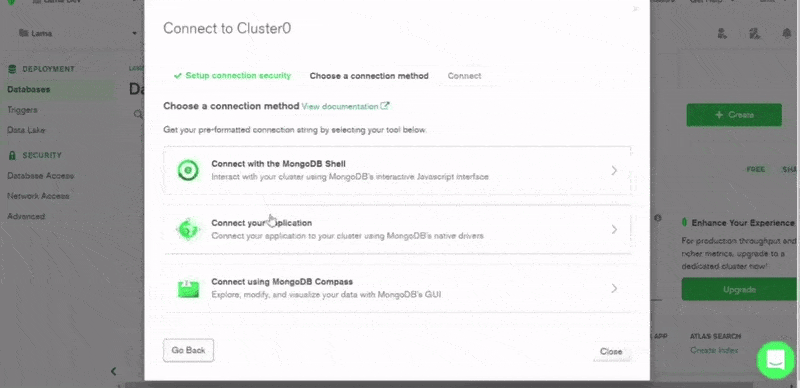 Connect to Cluster0
Lama
Setup connection security
Choose a connection method
Connect
DEPLOYMENT
Databases
Triggers
Data Lake
SECURITY
Database Access
Network Access
Advanced
Choose a connection method View documentation
Get your pre-formatted connection string by selecting your tool below.
Connect with the MongoDB Shell
Interact with your cluster using MongoDB's interactive Javascript interface
Connect your application
Connect your application to your cluster using MongoDB's native drivers
Connect using MongoDB Compass
Explore, modify, and visualize your data with MongoDB's GUI
Go Back
Close
+ Create
FREE
Enhance Your Experience
For production throughput and
richer metrics, upgrade to a
dedicated cluster now!
Upgrade
APP
ATLAS SEARCH
Create Index